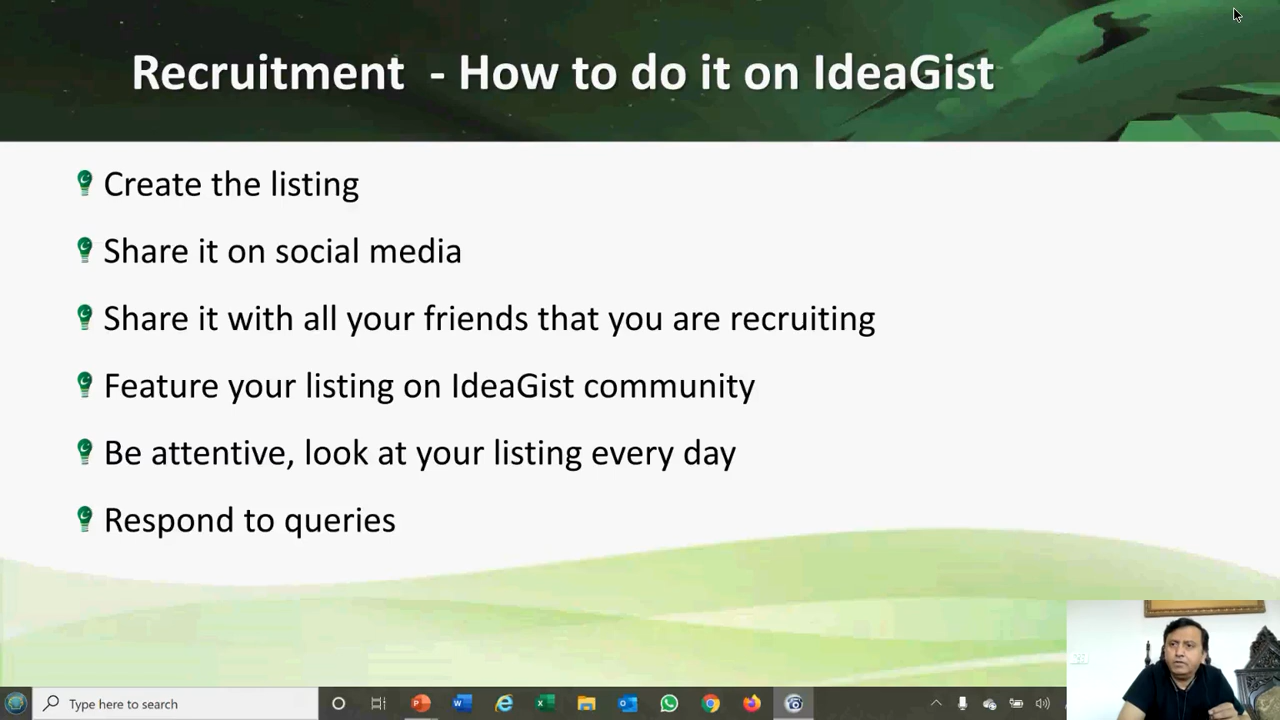 Recruitment - How to do it on IdeaGist
Create the listing
Share it on social media
Share it with all your friends that you are recruiting
Feature your listing on IdeaGist community
Be attentive, look at your listing every day
Respond to queries
Type here to search